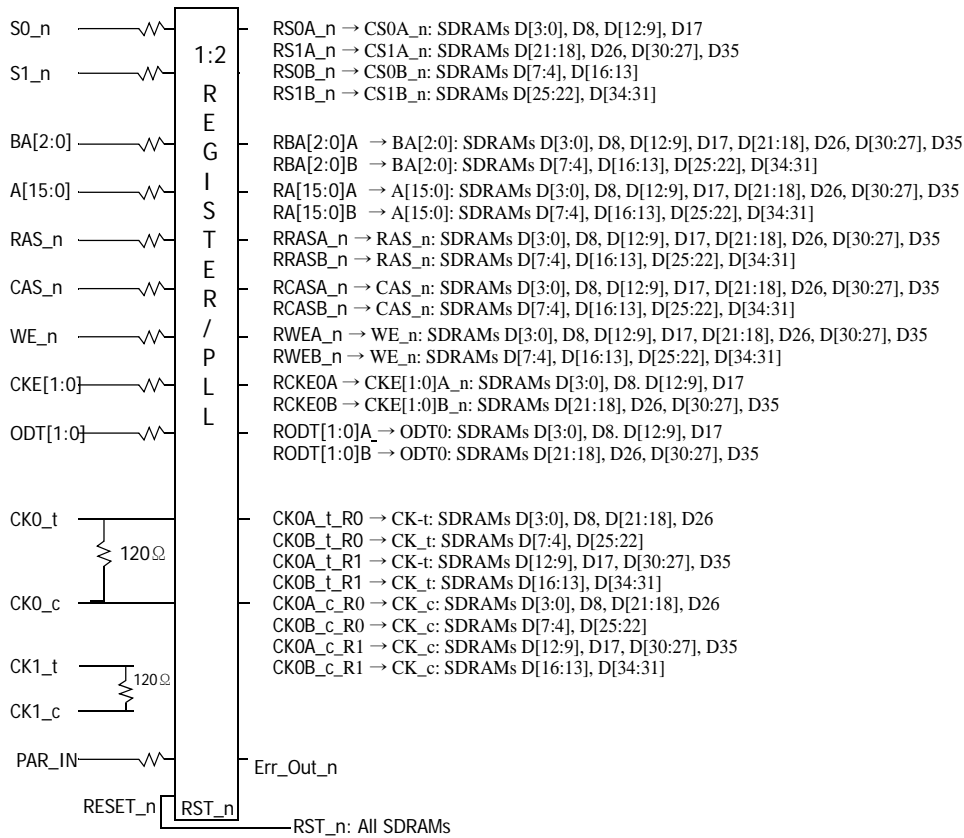 S0_n
S1_n
BA[2:0]
A[15:0]
RAS_n
CAS_n
WE_n
CKE[1:0]
ODT[1:0]
CK0_t
120Ω
CK0_c
CK1_t
120Ω
CK1_c
PAR_IN
RESET_n
1:2
R
E
G
I
S
T
E
R
/
P
L
L
RST_n
RS0A_n → CS0A_n: SDRAMs D[3:0], D8, D[12:9], D17
RS1A_n → CS1A_n: SDRAMs D[21:18], D26, D[30:27], D35
RS0B_n → CS0B_n: SDRAMs D[7:4], D[16:13]
RS1B_n → CS1B_n: SDRAMs D[25:22], D[34:31]
RBA[2:0]A → BA[2:0]: SDRAMs D[3:0], D8, D[12:9], D17, D[21:18], D26, D[30:27], D35
RBA[2:0]B → BA[2:0]: SDRAMs D[7:4], D[16:13], D[25:22], D[34:31]
RA[15:0]A → A[15:0]: SDRAMs D[3:0], D8, D[12:9], D17, D[21:18], D26, D[30:27], D35
RA[15:0]B → A[15:0]: SDRAMs D[7:4], D[16:13], D[25:22], D[34:31]
RRASA_n → RAS_n: SDRAMs D[3:0], D8, D[12:9], D17, D[21:18], D26, D[30:27], D35
RRASB_n → RAS_n: SDRAMs D[7:4], D[16:13], D[25:22], D[34:31]
RCASA_n → CAS_n: SDRAMs D[3:0], D8, D[12:9], D17, D[21:18], D26, D[30:27], D35
RCASB_n → CAS_n: SDRAMs D[7:4], D[16:13], D[25:22], D[34:31]
RWEA_n → WE_n: SDRAMs D[3:0], D8, D[12:9], D17, D[21:18], D26, D[30:27], D35
RWEB_n → WE_n: SDRAMs D[7:4], D[16:13], D[25:22], D[34:31]
RCKE0A → CKE[1:0]A_n: SDRAMs D[3:0], D8. D[12:9], D17
RCKE0B → CKE[1:0]B_n: SDRAMs D[21:18], D26, D[30:27], D35
RODT[1:0]A → ODT0: SDRAMs D[3:0], D8. D[12:9], D17
RODT[1:0]B → ODT0: SDRAMs D[21:18], D26, D[30:27], D35
CK0A_t_R0 → CK-t: SDRAMs D[3:0], D8, D[21:18], D26
CK0B_t_R0 → CK_t: SDRAMs D[7:4], D[25:22]
CK0A_t_R1 → CK-t: SDRAMs D[12:9], D17, D[30:27], D35
CK0B_t_R1 → CK_t: SDRAMs D[16:13], D[34:31]
CK0A_c_R0 → CK_c: SDRAMs D[3:0], D8, D[21:18], D26
CK0B_c_R0 → CK_c: SDRAMs D[7:4], D[25:22]
CK0A_c_R1 → CK_c: SDRAMs D[12:9], D17, D[30:27], D35
CK0B_c_R1 → CK_c: SDRAMs D[16:13], D[34:31]
Err_Out_n
RST_n: All SDRAMs